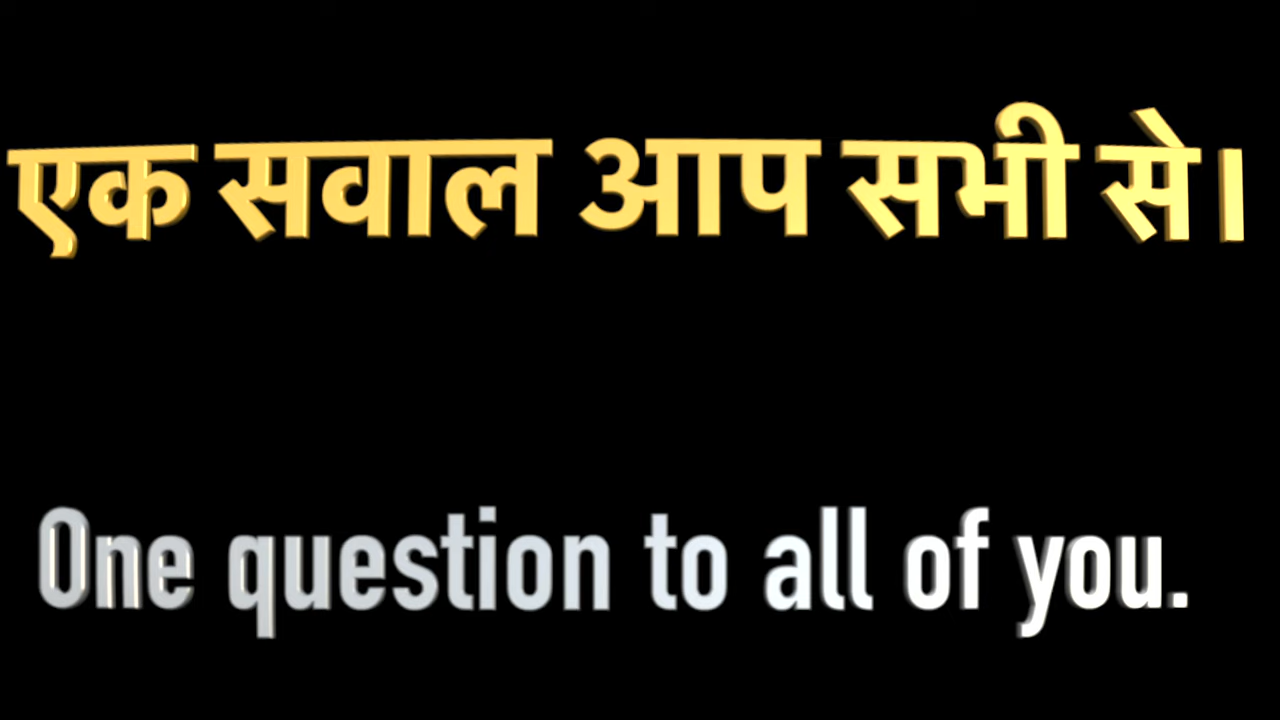 एक सवाल आप सभी से।
One question to all of you.